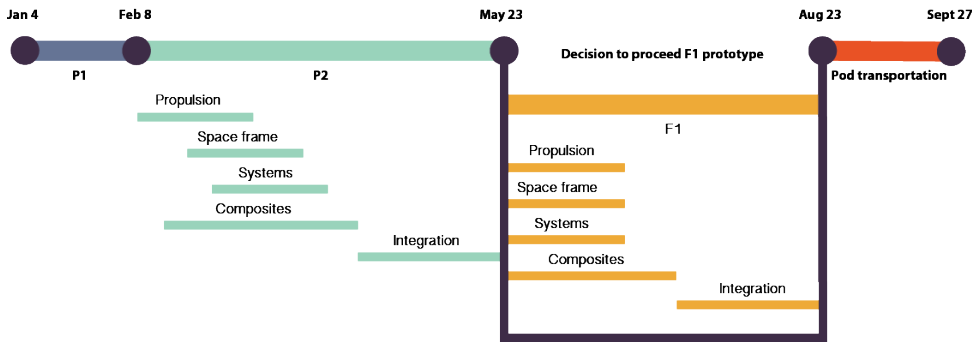 Jan 4
Feb 8
May 23
Aug 23
Sept 27
P1
P2
Decision to proceed F1 prototype
Pod transportation
Propulsion
Space frame
Systems
Composites
Integration
F1
Propulsion
Space frame
Systems
Composites
Integration